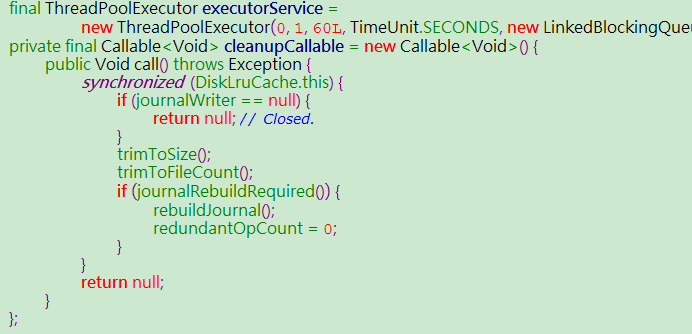 final ThreadPoolExecutor executorService =
new ThreadPoolExecutor(0, 1, 60L, TimeUnit.SECONDS, new LinkedBlockingQueu
private final Callable<Void> cleanupCallable = new Callable<Void>() {
public Void call() throws Exception {
synchronized (DiskLruCache.this) {
if (journalWriter == null) {
return null; // Closed.
}
trimToSize();
trimToFileCount();
if (journalRebuildRequired()) {
rebuildJournal();
redundantOpCount = 0;
}
}
return null;
}
};